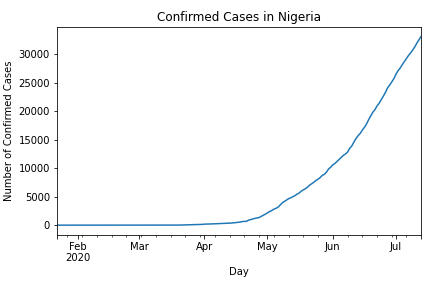 Confirmed Cases in Nigeria
Number of Confirmed Cases
30000
25000
20000
15000
10000
5000
0
Feb Mar Apr May Jun Jul
2020
Day